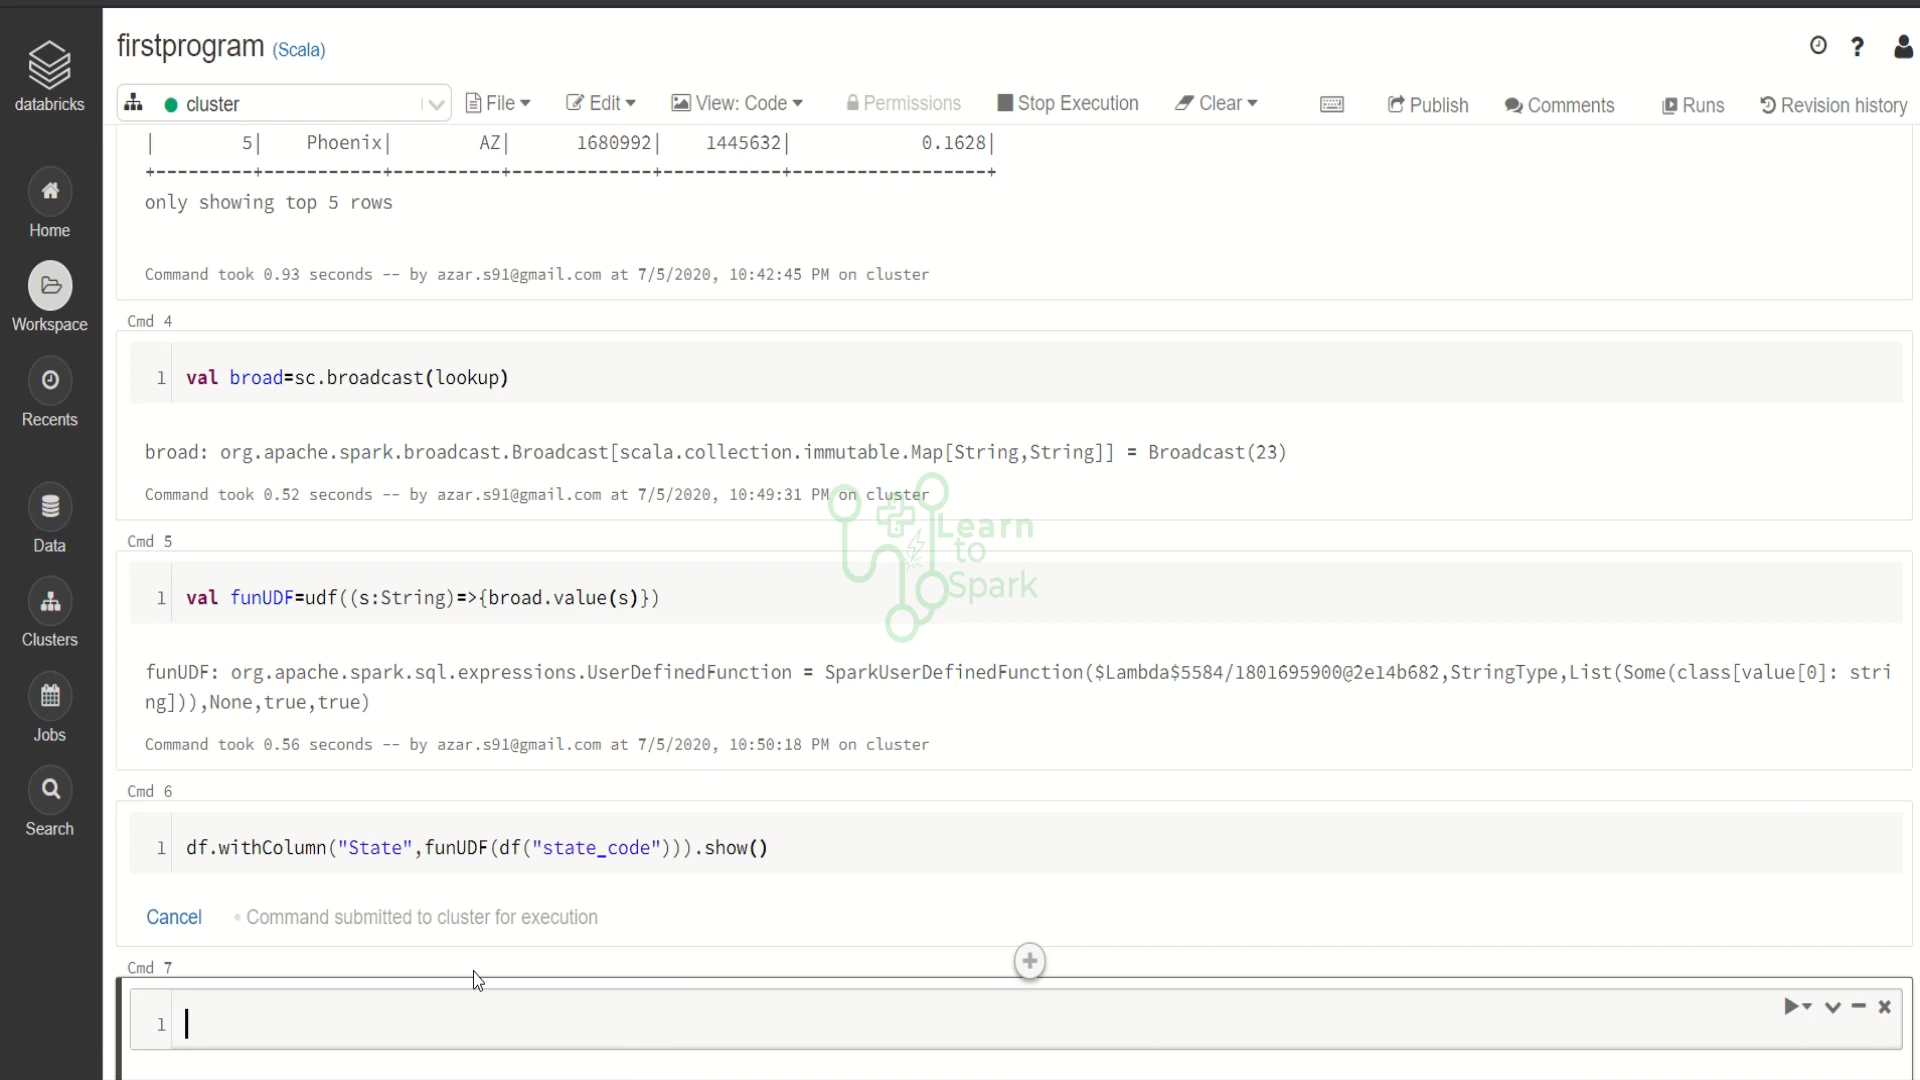 firstprogram (Scala)
databricks
cluster File Edit View: Code Permissions Stop Execution Clear Publish Comments Runs Revision history
| 5| Phoenix| AZ| 1680992| 1445632| 0.1628|
+---------+-----------+----------+-------------+-----------+------------------+
only showing top 5 rows
Home
Command took 0.93 seconds -- by azar.s91@gmail.com at 7/5/2020, 10:42:45 PM on cluster
Workspace
Cmd 4
1 val broad=sc.broadcast(lookup)
Recents
broad: org.apache.spark.broadcast.Broadcast[scala.collection.immutable.Map[String,String]] = Broadcast(23)
Command took 0.52 seconds -- by azar.s91@gmail.com at 7/5/2020, 10:49:31 PM on cluster
Learn
to
Spark
Data
Cmd 5
1 val funUDF=udf((s:String)=>{broad.value(s)})
Clusters
funUDF: org.apache.spark.sql.expressions.UserDefinedFunction = SparkUserDefinedFunction($Lambda$5584/1801695900@2e14b682,StringType,List(Some(class[value[0]: stri
ng])),None,true,true)
Jobs
Command took 0.56 seconds -- by azar.s91@gmail.com at 7/5/2020, 10:50:18 PM on cluster
Cmd 6
Search
1 df.withColumn("State",funUDF(df("state_code"))).show()
Cancel Command submitted to cluster for execution
Cmd 7
1